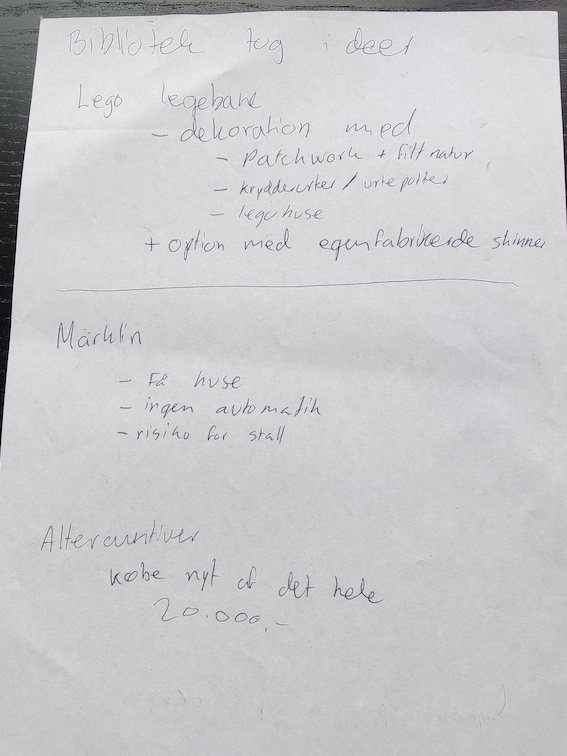 Bibliotek tog ideer
Lego legebane
- dekoration med
- Patchwork + filt natur
- krydderurter / urtepotter
- lego huse
+ option med egenfabrikerede skinner
Märklin
- Få huse
- ingen automatik
- risiko for stall
Alternativer
købe nyt af det hele
20.000,-